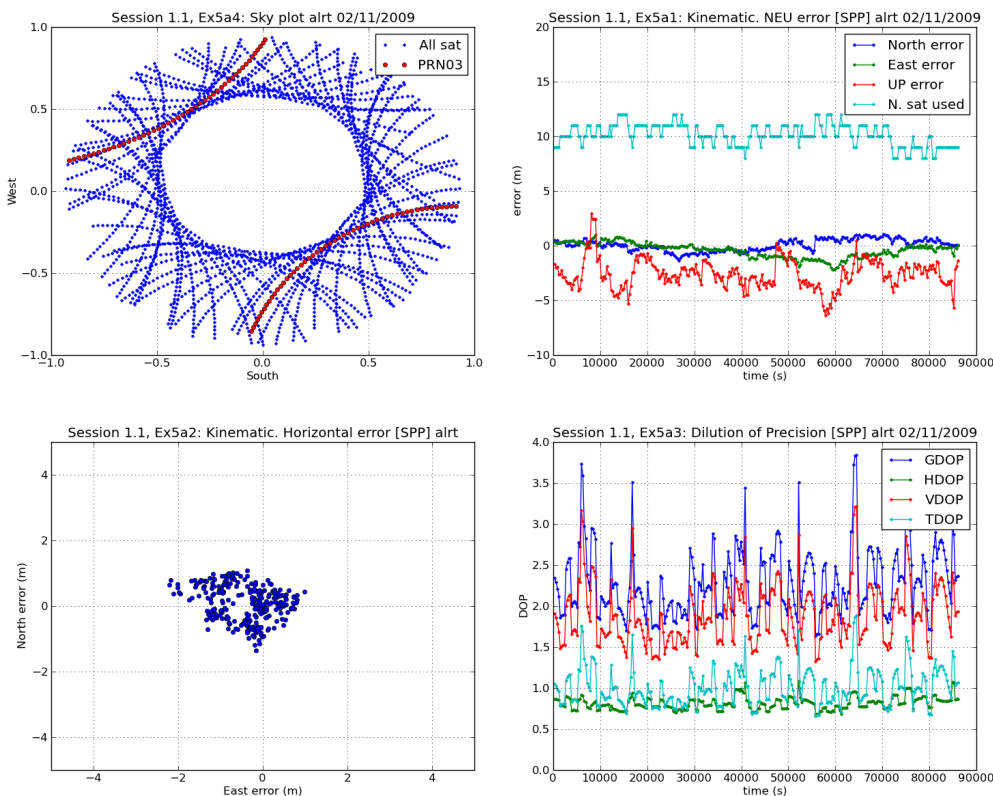 Session 1.1, Ex5a4: Sky plot alrt 02/11/2009
1.0
0.5
0.0
−0.5
−1.0
West
−1.0
−0.5
0.0
0.5
1.0
South
All sat
PRN03
Session 1.1, Ex5a1: Kinematic. NEU error [SPP] alrt 02/11/2009
20
15
10
5
0
−5
−10
error (m)
0
10000
20000
30000
40000
50000
60000
70000
80000
90000
time (s)
North error
East error
UP error
N. sat used
Session 1.1, Ex5a2: Kinematic. Horizontal error [SPP] alrt
4
2
0
−2
−4
North error (m)
−4
−2
0
2
4
East error (m)
Session 1.1, Ex5a3: Dilution of Precision [SPP] alrt 02/11/2009
4.0
3.5
3.0
2.5
2.0
1.5
1.0
0.5
0.0
DOP
0
10000
20000
30000
40000
50000
60000
70000
80000
90000
time (s)
GDOP
HDOP
VDOP
TDOP